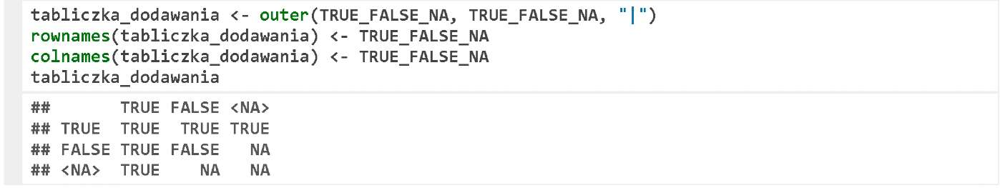 tabliczka_dodawania <- outer(TRUE_FALSE_NA, TRUE_FALSE_NA, "|")
rownames(tabliczka_dodawania) <- TRUE_FALSE_NA
colnames(tabliczka_dodawania) <- TRUE_FALSE_NA
tabliczka_dodawania
##       TRUE FALSE <NA>
## TRUE  TRUE  TRUE TRUE
## FALSE TRUE FALSE   NA
## <NA>  TRUE    NA   NA